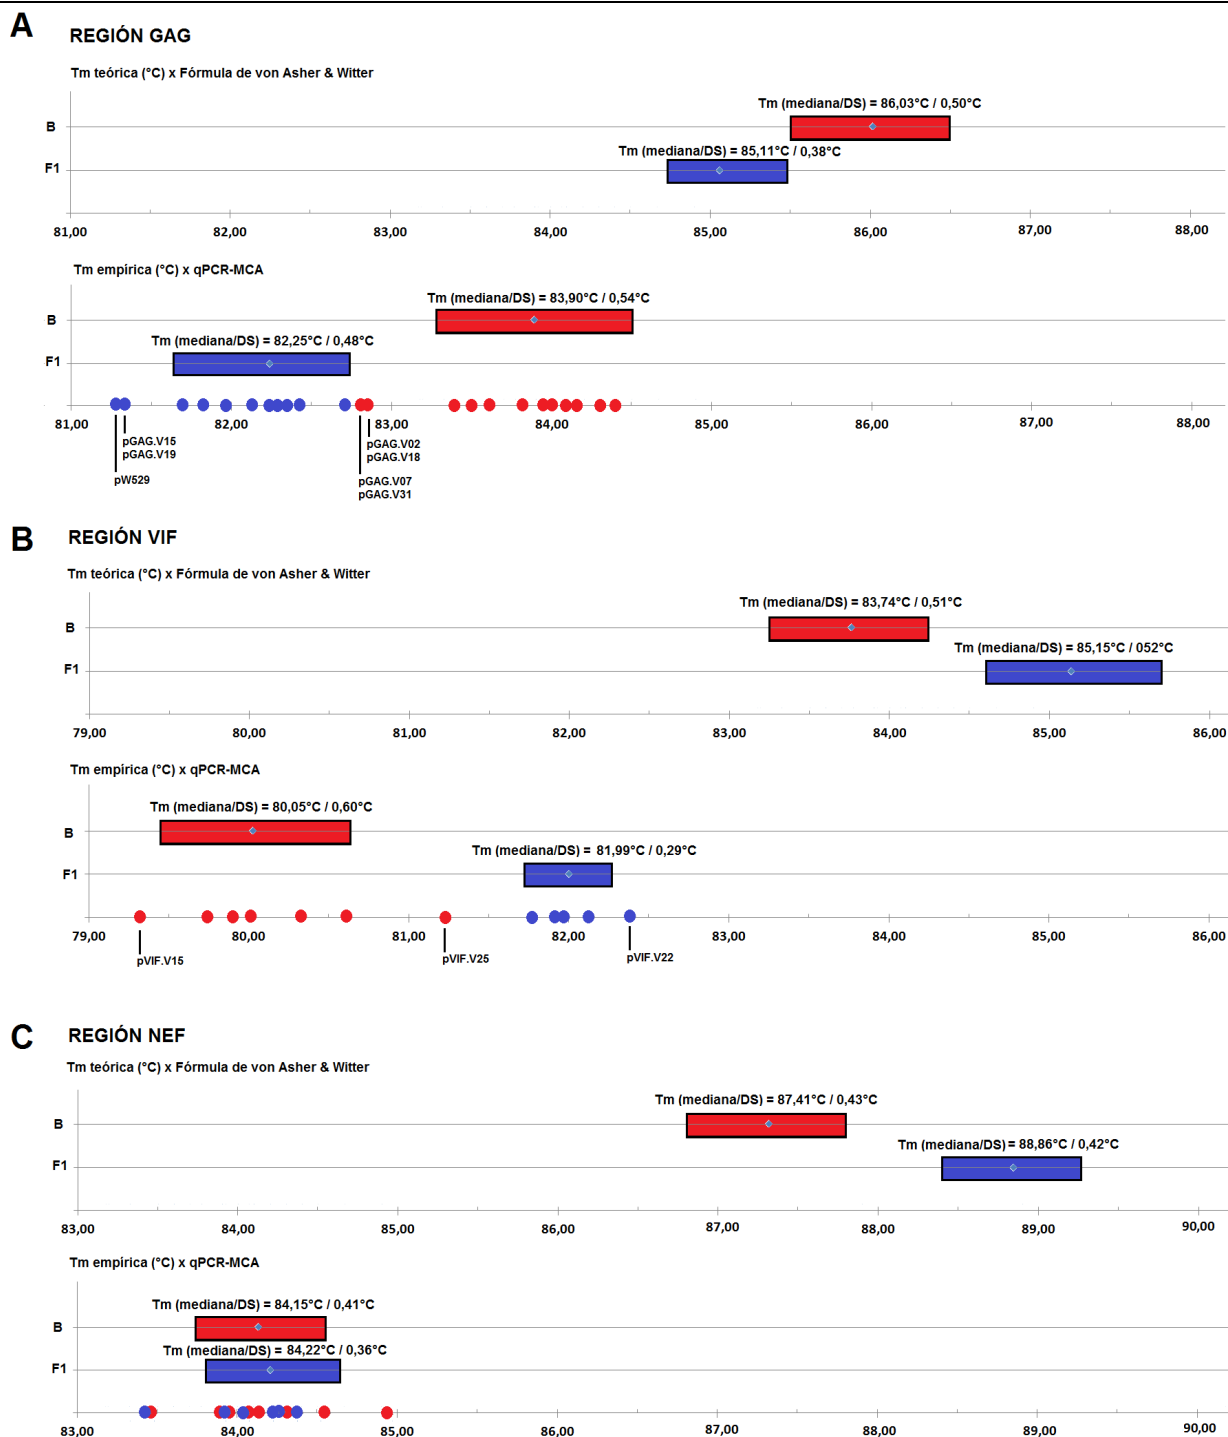 A
REGIÓN GAG
Tm teórica (°C) x Fórmula de von Asher & Witter
Tm (mediana/DS) = 86,03°C / 0,50°C
B
Tm (mediana/DS) = 85,11°C / 0,38°C
F1
81,00 82,00 83,00 84,00 85,00 86,00 87,00 88,00
Tm empírica (°C) x qPCR-MCA
Tm (mediana/DS) = 83,90°C / 0,54°C
B
Tm (mediana/DS) = 82,25°C / 0,48°C
F1
81,00 82,00 83,00 84,00 85,00 86,00 87,00 88,00
pGAG.V15
pGAG.V19
pW529
pGAG.V02
pGAG.V18
pGAG.V07
pGAG.V31
B
REGIÓN VIF
Tm teórica (°C) x Fórmula de von Asher & Witter
Tm (mediana/DS) = 83,74°C / 0,51°C
B
Tm (mediana/DS) = 85,15°C / 052°C
F1
79,00 80,00 81,00 82,00 83,00 84,00 85,00 86,00
Tm empírica (°C) x qPCR-MCA
Tm (mediana/DS) = 80,05°C / 0,60°C
B
Tm (mediana/DS) = 81,99°C / 0,29°C
F1
79,00 80,00 81,00 82,00 83,00 84,00 85,00 86,00
pVIF.V15 pVIF.V25 pVIF.V22
C
REGIÓN NEF
Tm teórica (°C) x Fórmula de von Asher & Witter
Tm (mediana/DS) = 87,41°C / 0,43°C
B
Tm (mediana/DS) = 88,86°C / 0,42°C
F1
83,00 84,00 85,00 86,00 87,00 88,00 89,00 90,00
Tm empírica (°C) x qPCR-MCA
Tm (mediana/DS) = 84,15°C / 0,41°C
B
Tm (mediana/DS) = 84,22°C / 0,36°C
F1
83,00 84,00 85,00 86,00 87,00 88,00 89,00 90,00